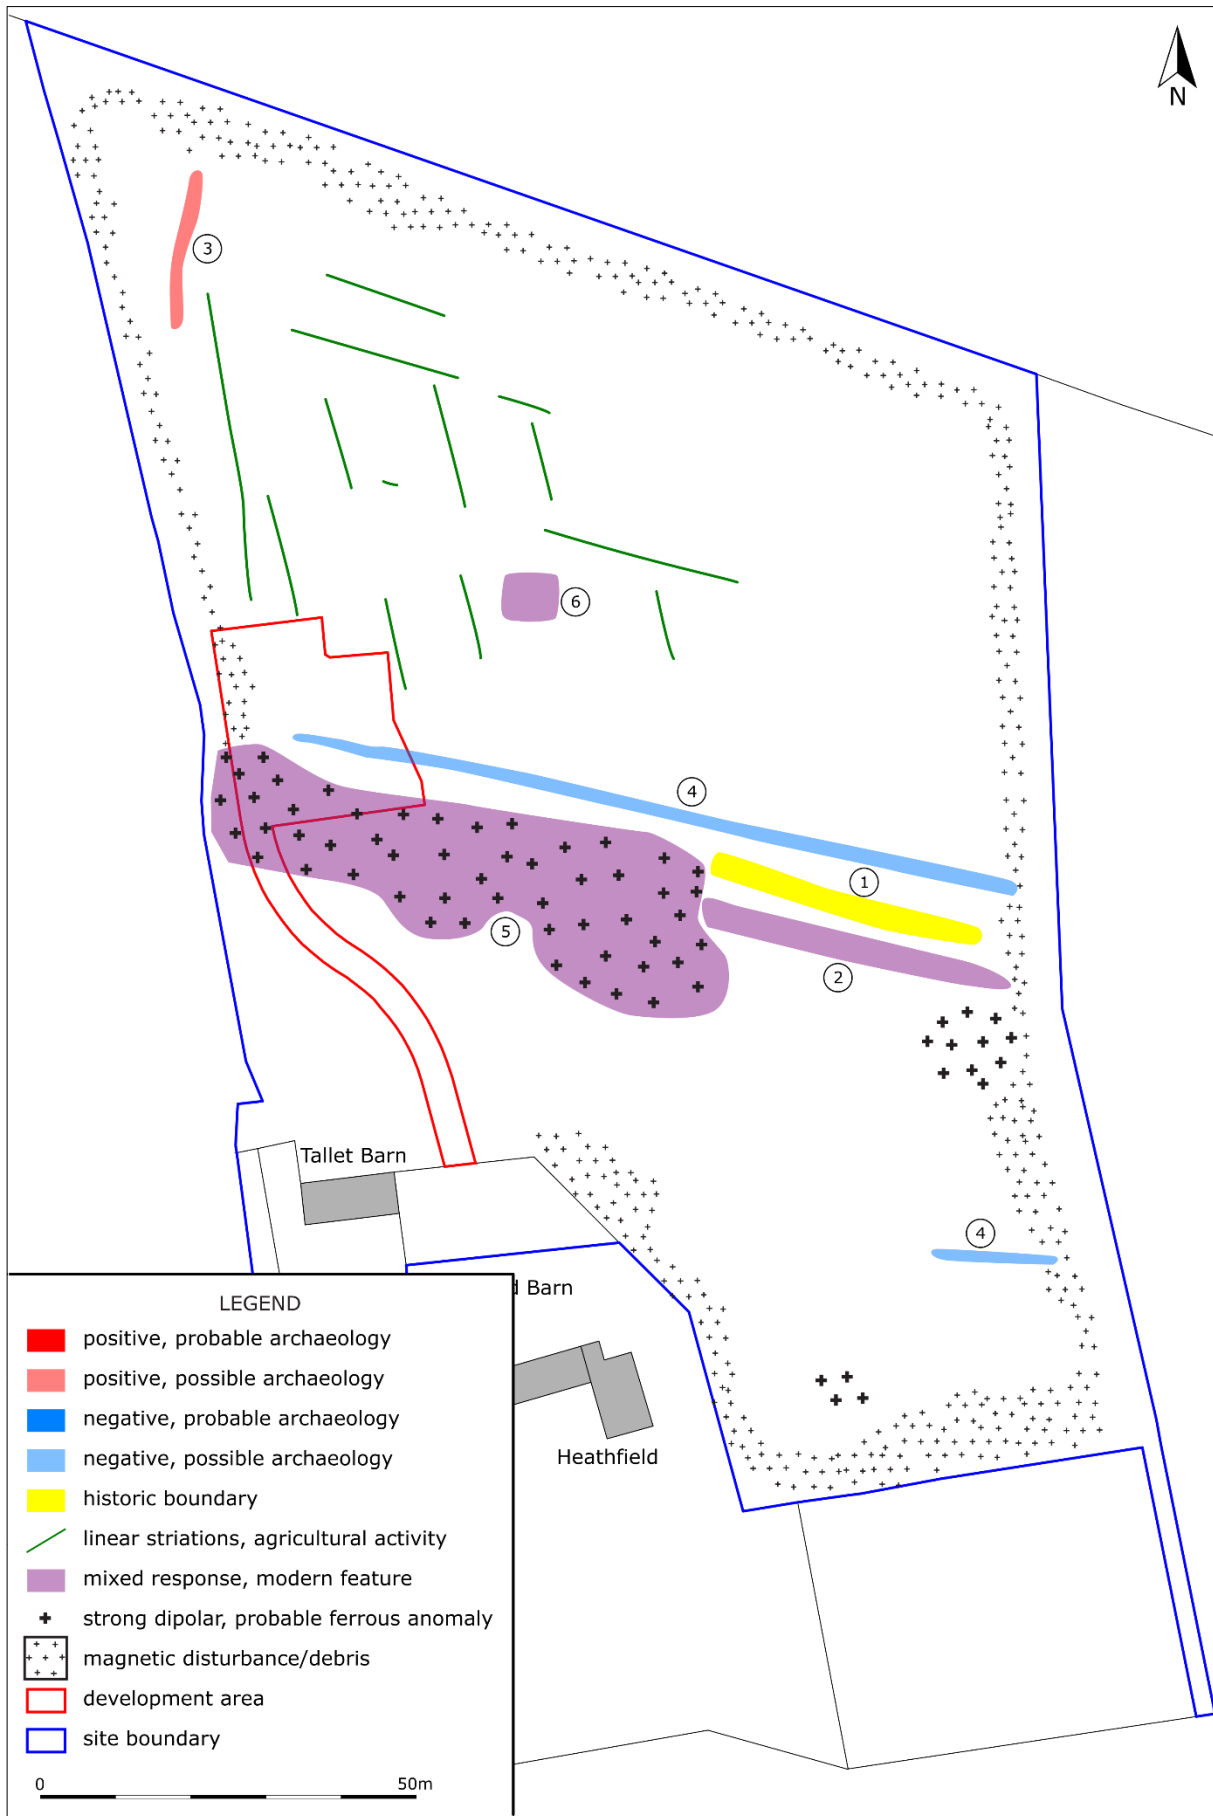 N
3
6
4
1
5
2
Tallet Barn
4
Barn
Heathfield
LEGEND
positive, probable archaeology
positive, possible archaeology
negative, probable archaeology
negative, possible archaeology
historic boundary
linear striations, agricultural activity
mixed response, modern feature
strong dipolar, probable ferrous anomaly
magnetic disturbance/debris
development area
site boundary
0 50m